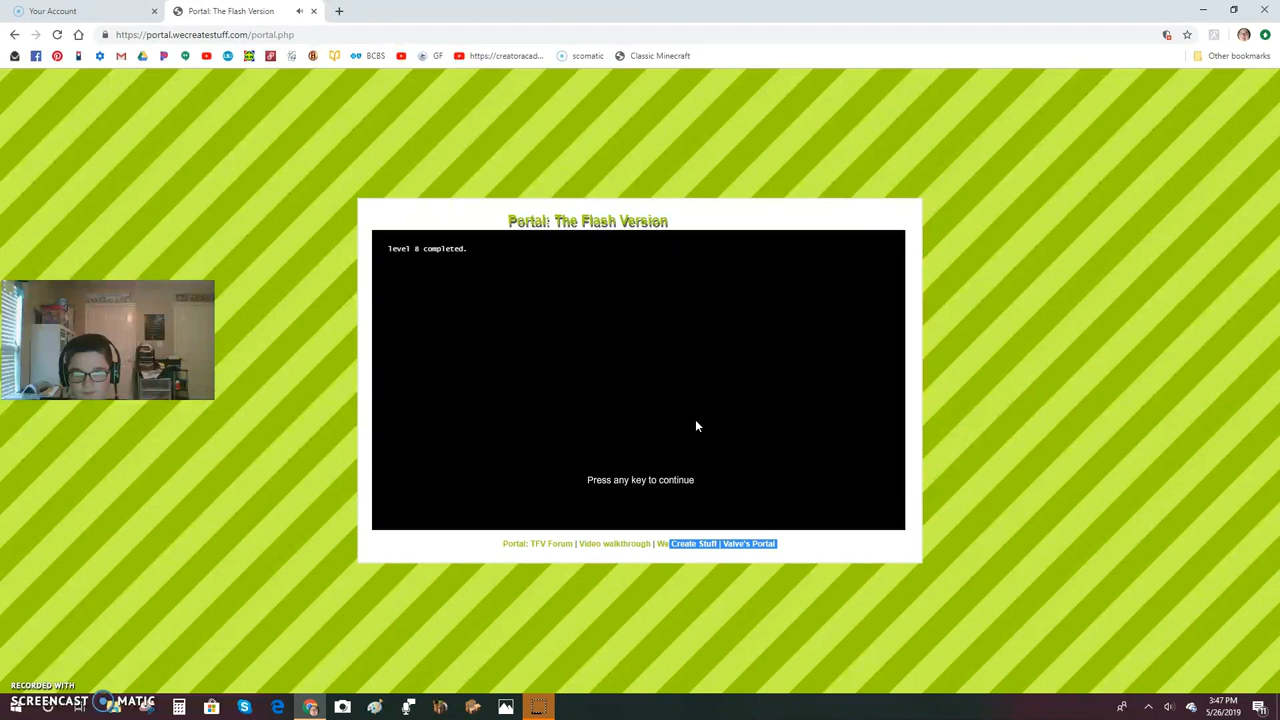 Your Account
Portal: The Flash Version
https://portal.wecreatestuff.com/portal.php
BCBS
GF
https://creatoracad...
scomatic
Classic Minecraft
Other bookmarks
Portal: The Flash Version
level 8 completed.
Press any key to continue
Portal: TFV Forum | Video walkthrough | We Create Stuff | Valve's Portal
RECORDED WITH
SCREENCAST MATIC
3:47 PM
5/26/2019